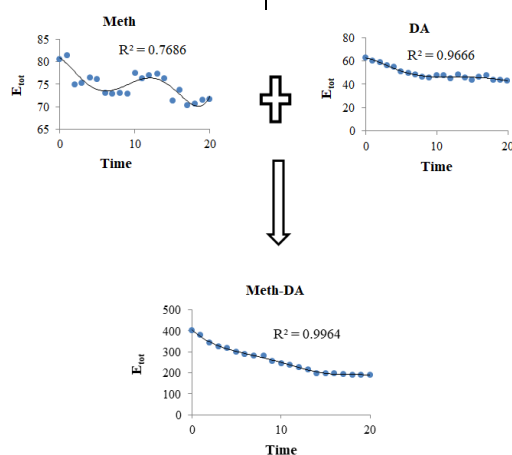 Meth
85
80
75
70
65
E_tot
R² = 0.7686
0 10 20
Time
DA
80
60
40
20
0
E_tot
R² = 0.9666
0 10 20
Time
Meth-DA
500
400
300
200
100
0
E_tot
R² = 0.9964
0 10 20
Time